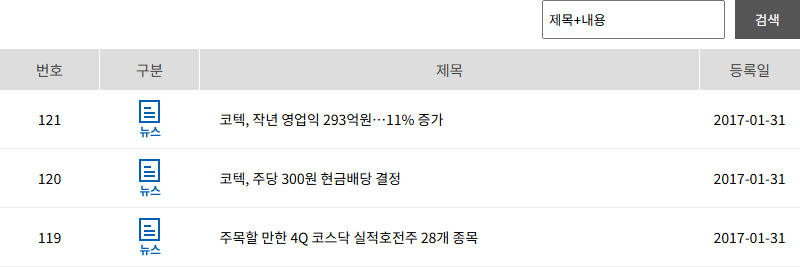 제목+내용 검색
번호 구분 제목 등록일
121 뉴스 코텍, 작년 영업익 293억원…11% 증가 2017-01-31
120 뉴스 코텍, 주당 300원 현금배당 결정 2017-01-31
119 뉴스 주목할 만한 4Q 코스닥 실적호전주 28개 종목 2017-01-31